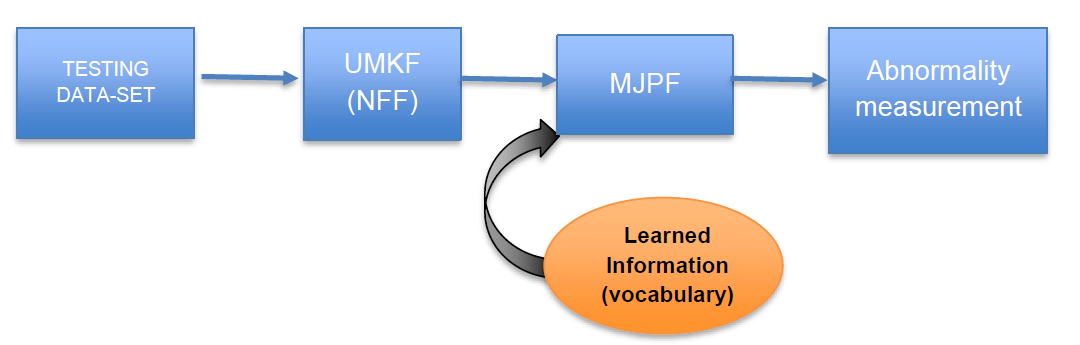 TESTING
DATA-SET
UMKF
(NFF)
MJPF
Abnormality
measurement
Learned
Information
(vocabulary)